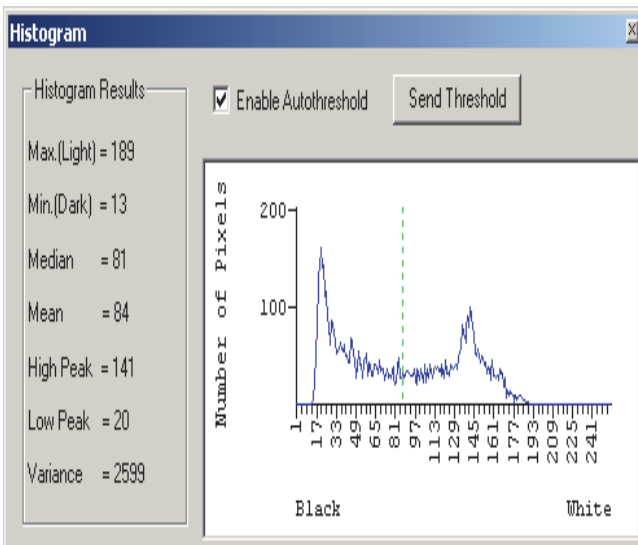 Histogram
Histogram Results
Max.(Light) = 189
Min.(Dark) = 13
Median = 81
Mean = 84
High Peak = 141
Low Peak = 20
Variance = 2599
Enable Autothreshold
Send Threshold
Number of Pixels
200
100
1 17 33 49 65 81 97 113 129 145 161 177 193 209 225 241
Black White